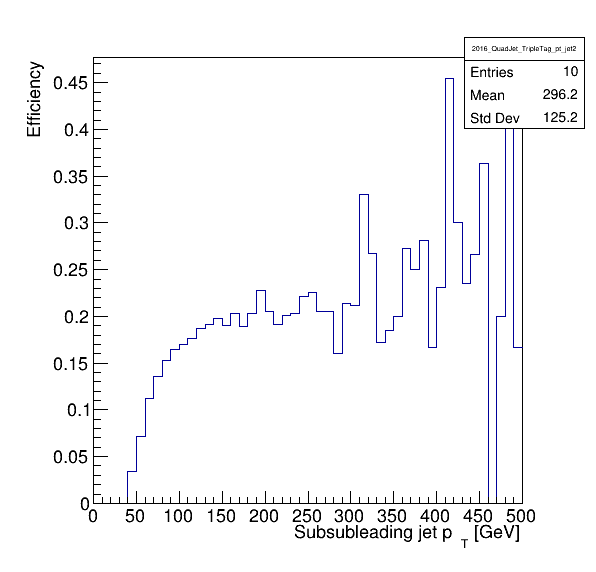 2016_QuadJet_TripleTag_pt_jet2
Entries 10
Mean 296.2
Std Dev 125.2
Efficiency
0.45
0.4
0.35
0.3
0.25
0.2
0.15
0.1
0.05
0
0 50 100 150 200 250 300 350 400 450 500
Subsubleading jet p T [GeV]